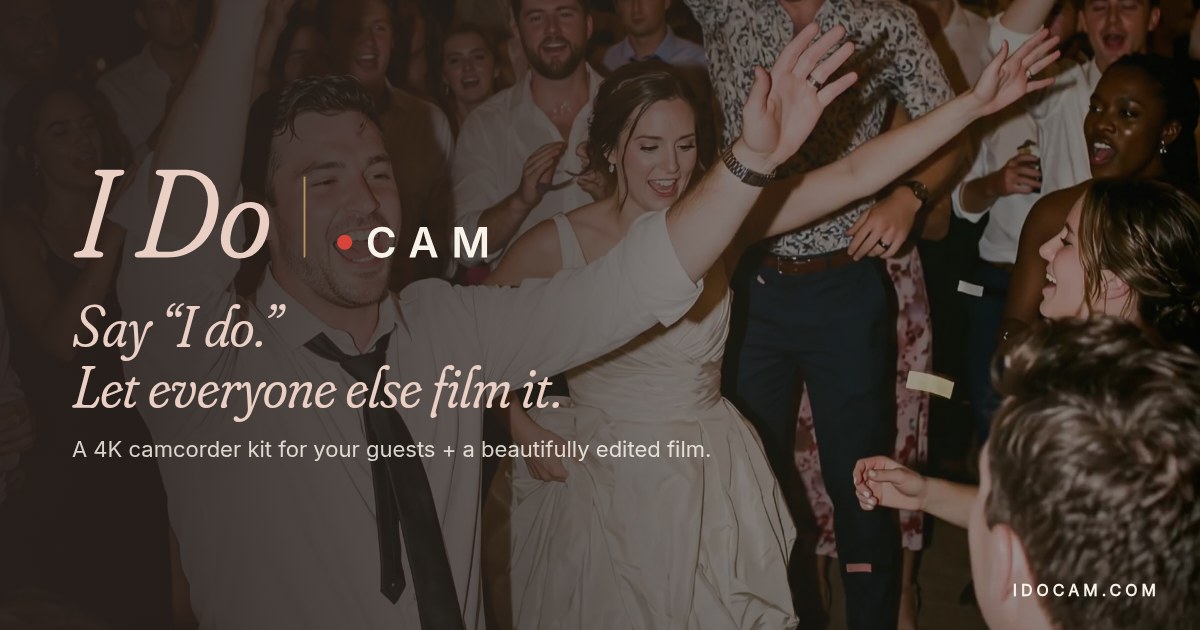 I Do CAM
Say “I do.”
Let everyone else film it.
A 4K camcorder kit for your guests + a beautifully edited film.
IDOCAM.COM